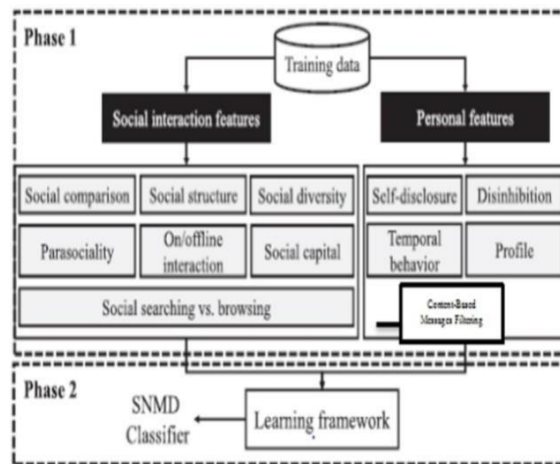 Phase 1
Training data
Social interaction features
Personal features
Social comparison
Social structure
Social diversity
Self-disclosure
Disinhibition
Parasociality
On/offline
interaction
Social capital
Temporal
behavior
Profile
Social searching vs. browsing
Content-Based
Messages Filtering
Phase 2
SNMD
Classifier
Learning framework